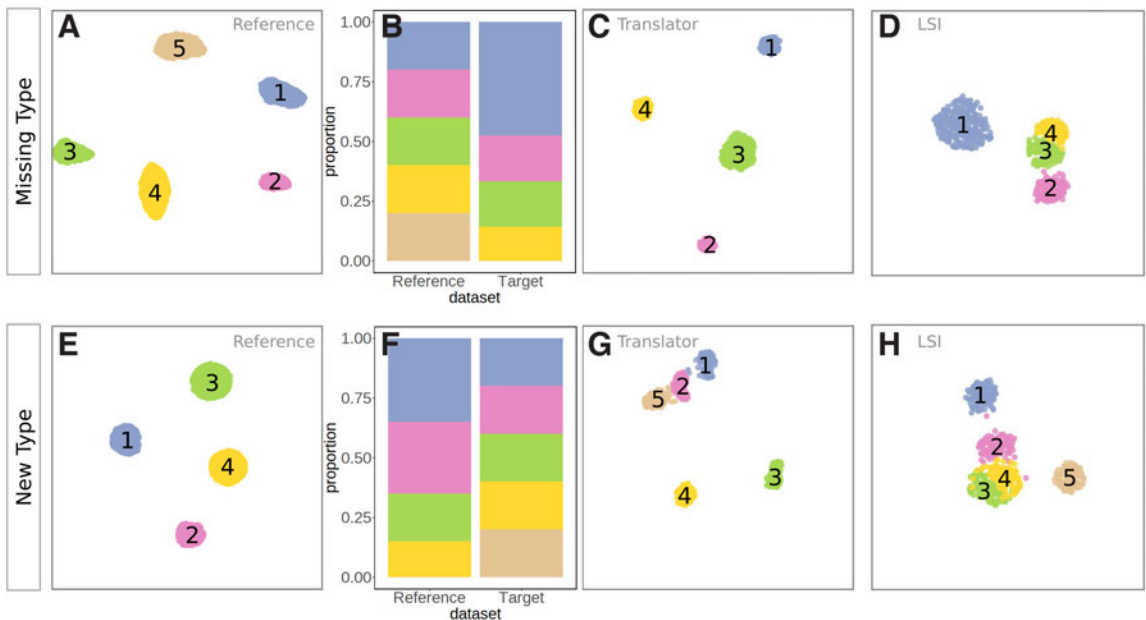 Missing Type
A
Reference
5
1
3
4
2
B
1.00
0.75
0.50
0.25
0.00
proportion
Reference Target
dataset
C
Translator
1
4
3
2
D
LSI
1
4
3
2
New Type
E
Reference
3
1
4
2
F
1.00
0.75
0.50
0.25
0.00
proportion
Reference Target
dataset
G
Translator
1
2
5
3
4
H
LSI
1
2
4
5
3